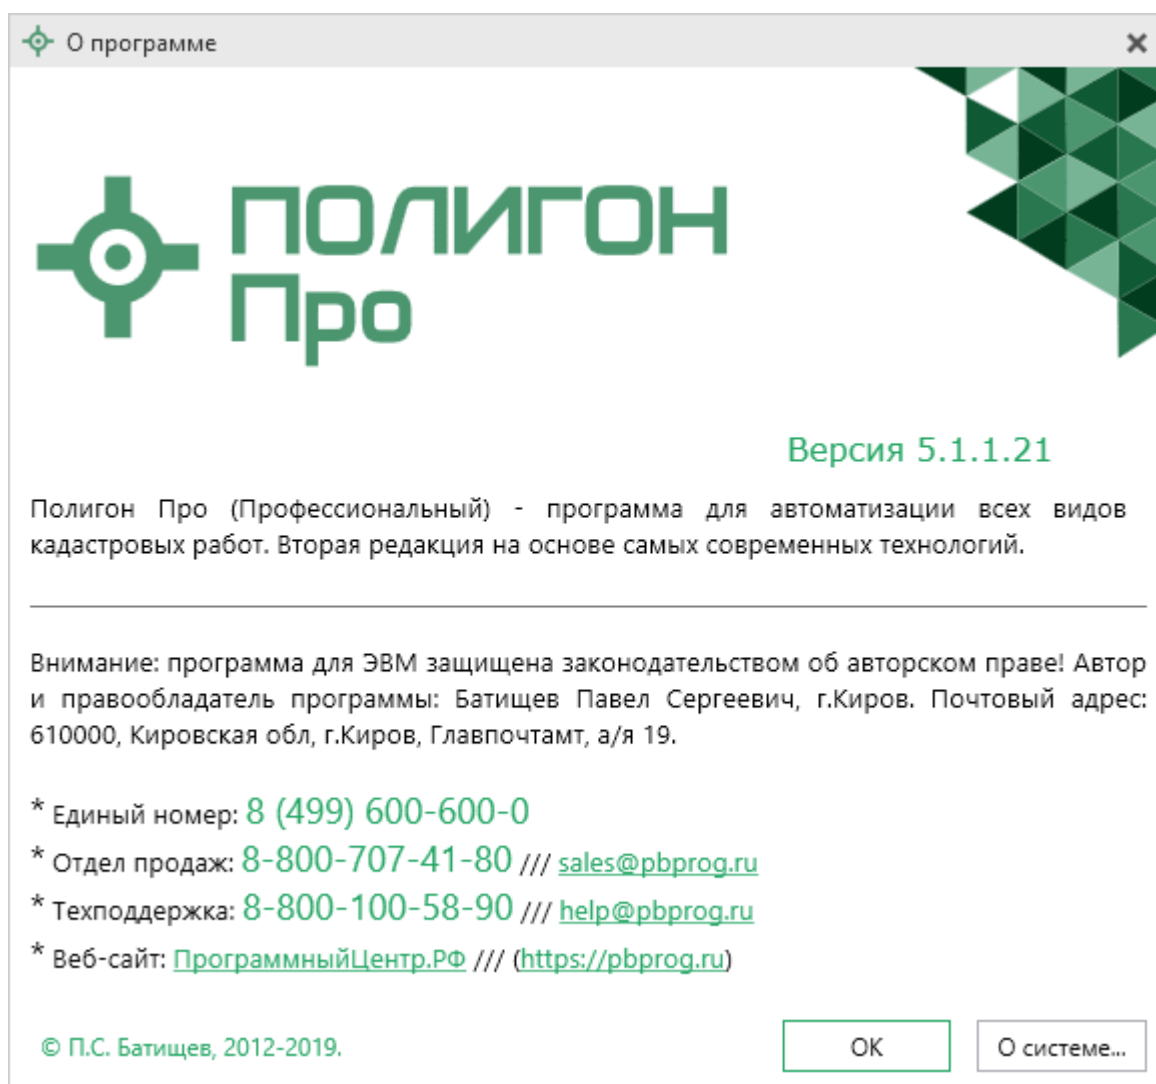 О программе
ПОЛИГОН
Про
Версия 5.1.1.21
Полигон Про (Профессиональный) - программа для автоматизации всех видов
кадастровых работ. Вторая редакция на основе самых современных технологий.
Внимание: программа для ЭВМ защищена законодательством об авторском праве! Автор
и правообладатель программы: Батищев Павел Сергеевич, г.Киров. Почтовый адрес:
610000, Кировская обл, г.Киров, Главпочтамт, а/я 19.
* Единый номер: 8 (499) 600-600-0
* Отдел продаж: 8-800-707-41-80 /// sales@pbprog.ru
* Техподдержка: 8-800-100-58-90 /// help@pbprog.ru
* Веб-сайт: ПрограммныйЦентр.РФ /// (https://pbprog.ru)
© П.С. Батищев, 2012-2019.
ОК
О системе...